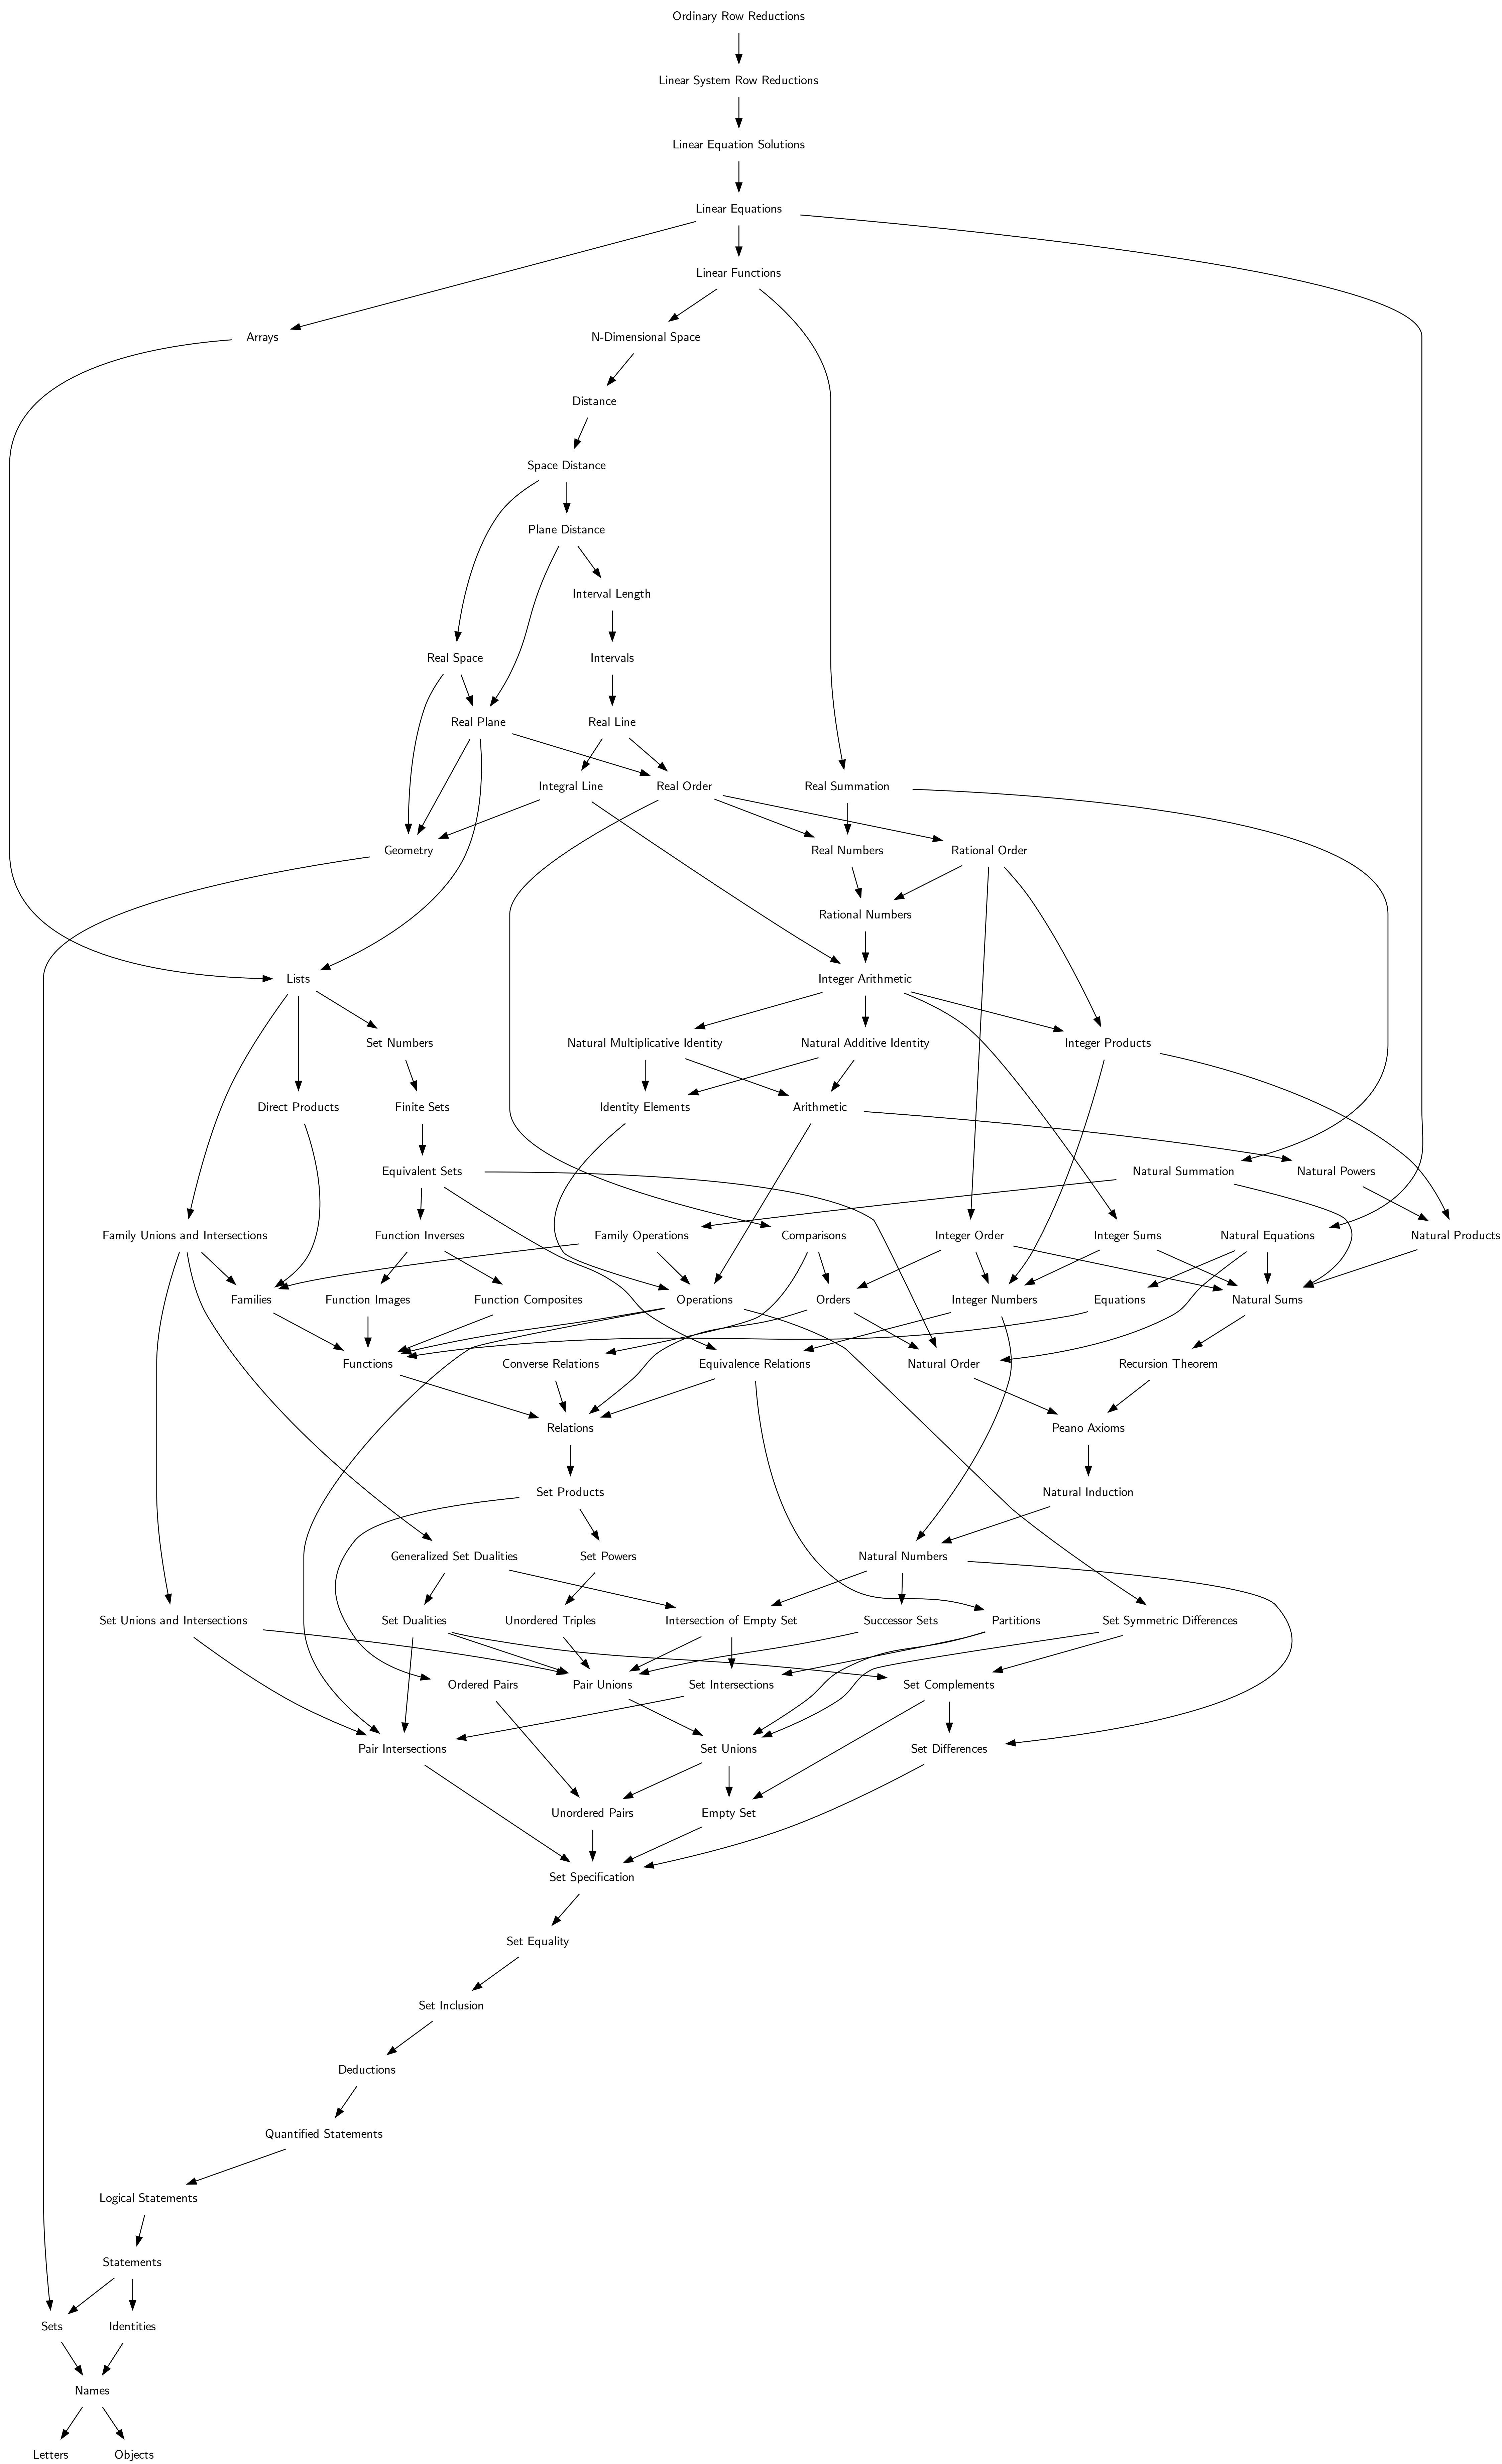 Ordinary Row Reductions
Linear System Row Reductions
Linear Equation Solutions
Linear Equations
Linear Functions
Arrays
N-Dimensional Space
Distance
Space Distance
Plane Distance
Interval Length
Real Space
Intervals
Real Plane
Real Line
Integral Line
Real Order
Real Summation
Geometry
Real Numbers
Rational Order
Rational Numbers
Lists
Integer Arithmetic
Set Numbers
Natural Multiplicative Identity
Natural Additive Identity
Integer Products
Direct Products
Finite Sets
Identity Elements
Arithmetic
Equivalent Sets
Natural Summation
Natural Powers
Family Unions and Intersections
Function Inverses
Family Operations
Comparisons
Integer Order
Integer Sums
Natural Equations
Natural Products
Families
Function Images
Function Composites
Operations
Orders
Integer Numbers
Equations
Natural Sums
Functions
Converse Relations
Equivalence Relations
Natural Order
Recursion Theorem
Relations
Peano Axioms
Set Products
Natural Induction
Generalized Set Dualities
Set Powers
Natural Numbers
Set Unions and Intersections
Set Dualities
Unordered Triples
Intersection of Empty Set
Successor Sets
Partitions
Set Symmetric Differences
Ordered Pairs
Pair Unions
Set Intersections
Set Complements
Pair Intersections
Set Unions
Set Differences
Unordered Pairs
Empty Set
Set Specification
Set Equality
Set Inclusion
Deductions
Quantified Statements
Logical Statements
Statements
Sets
Identities
Names
Letters
Objects